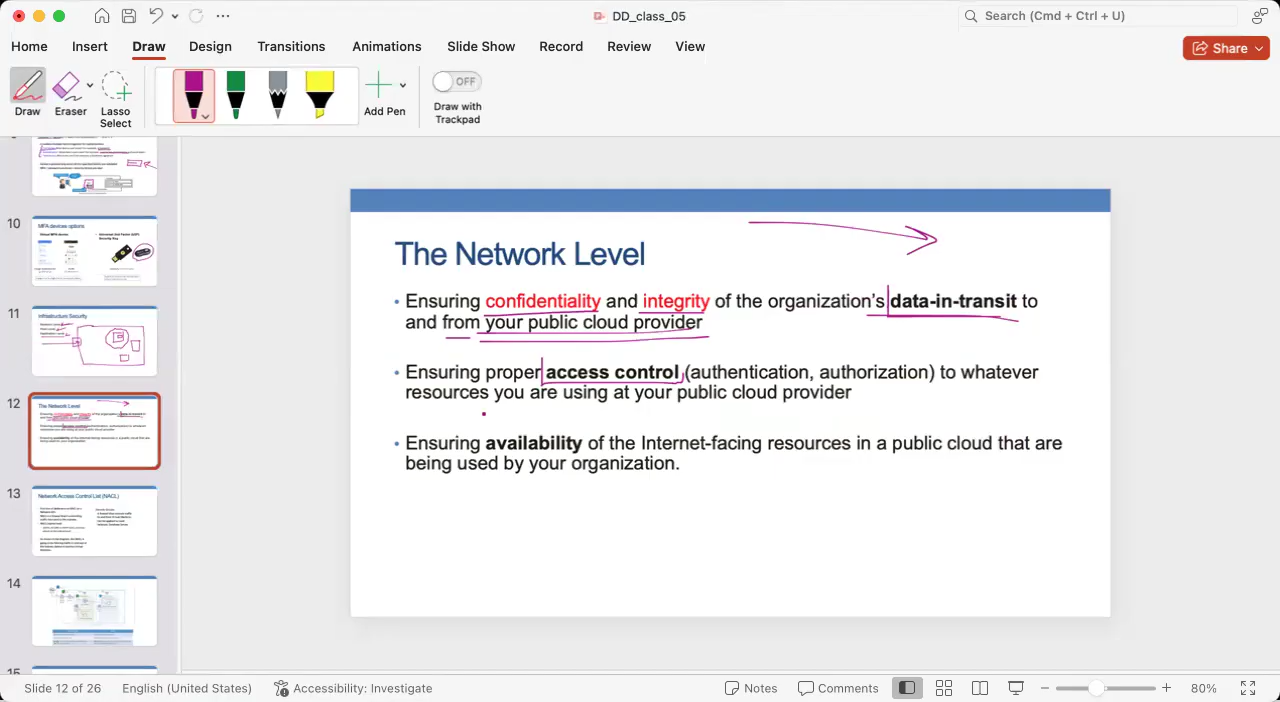 DD_class_05
Search (Cmd + Ctrl + U)
Home Insert Draw Design Transitions Animations Slide Show Record Review View Share
Draw Eraser Lasso Select Add Pen OFF Draw with Trackpad
10
MFA devices options
11
Infrastructure Security
12
The Network Level
13
Network Access Control List (NACL)
14
15
The Network Level
• Ensuring confidentiality and integrity of the organization's data-in-transit to
and from your public cloud provider
• Ensuring proper access control (authentication, authorization) to whatever
resources you are using at your public cloud provider
• Ensuring availability of the Internet-facing resources in a public cloud that are
being used by your organization.
Slide 12 of 26 English (United States) Accessibility: Investigate Notes Comments 80%